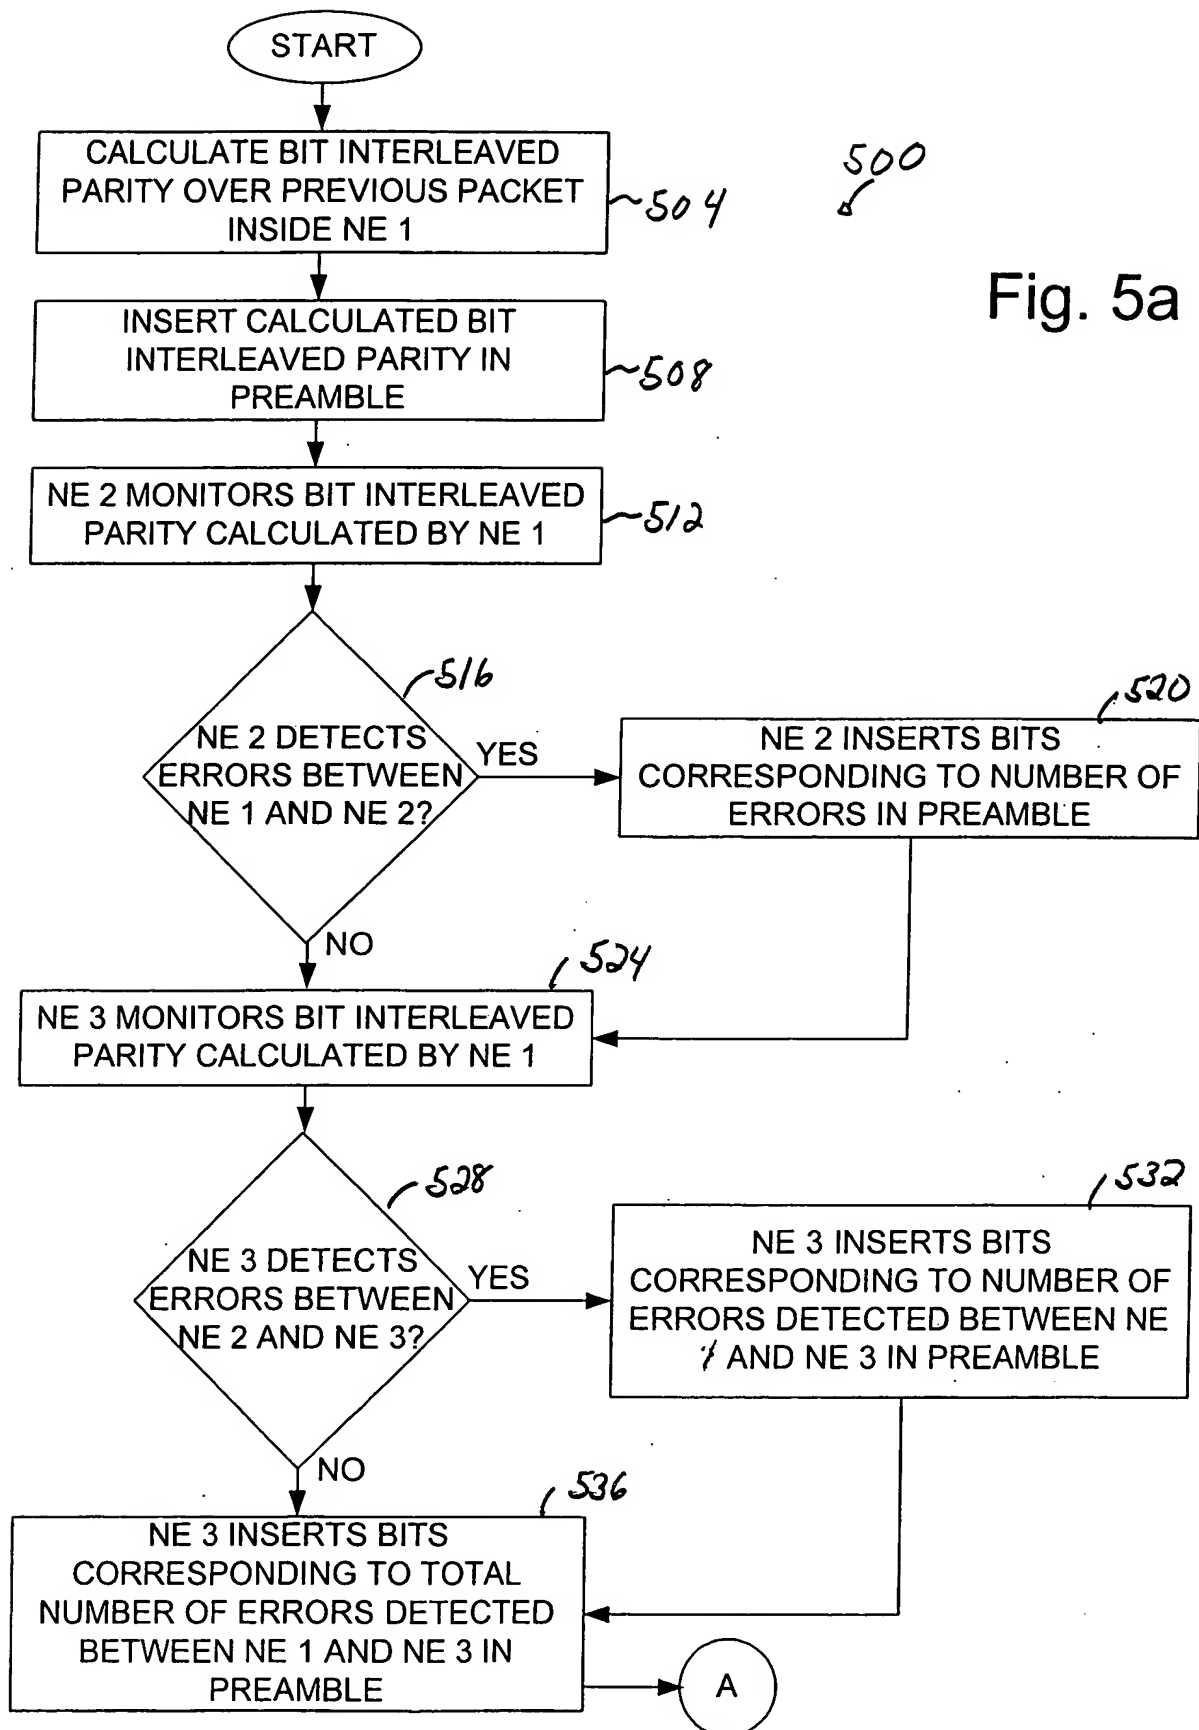 START
CALCULATE BIT INTERLEAVED
PARITY OVER PREVIOUS PACKET
INSIDE NE 1
504
500
Fig. 5a
INSERT CALCULATED BIT
INTERLEAVED PARITY IN
PREAMBLE
508
NE 2 MONITORS BIT INTERLEAVED
PARITY CALCULATED BY NE 1
512
516
NE 2 DETECTS
ERRORS BETWEEN
NE 1 AND NE 2?
YES
520
NE 2 INSERTS BITS
CORRESPONDING TO NUMBER OF
ERRORS IN PREAMBLE
NO
524
NE 3 MONITORS BIT INTERLEAVED
PARITY CALCULATED BY NE 1
528
NE 3 DETECTS
ERRORS BETWEEN
NE 2 AND NE 3?
YES
532
NE 3 INSERTS BITS
CORRESPONDING TO NUMBER OF
ERRORS DETECTED BETWEEN NE
AND NE 3 IN PREAMBLE
NO
536
NE 3 INSERTS BITS
CORRESPONDING TO TOTAL
NUMBER OF ERRORS DETECTED
BETWEEN NE 1 AND NE 3 IN
PREAMBLE
A